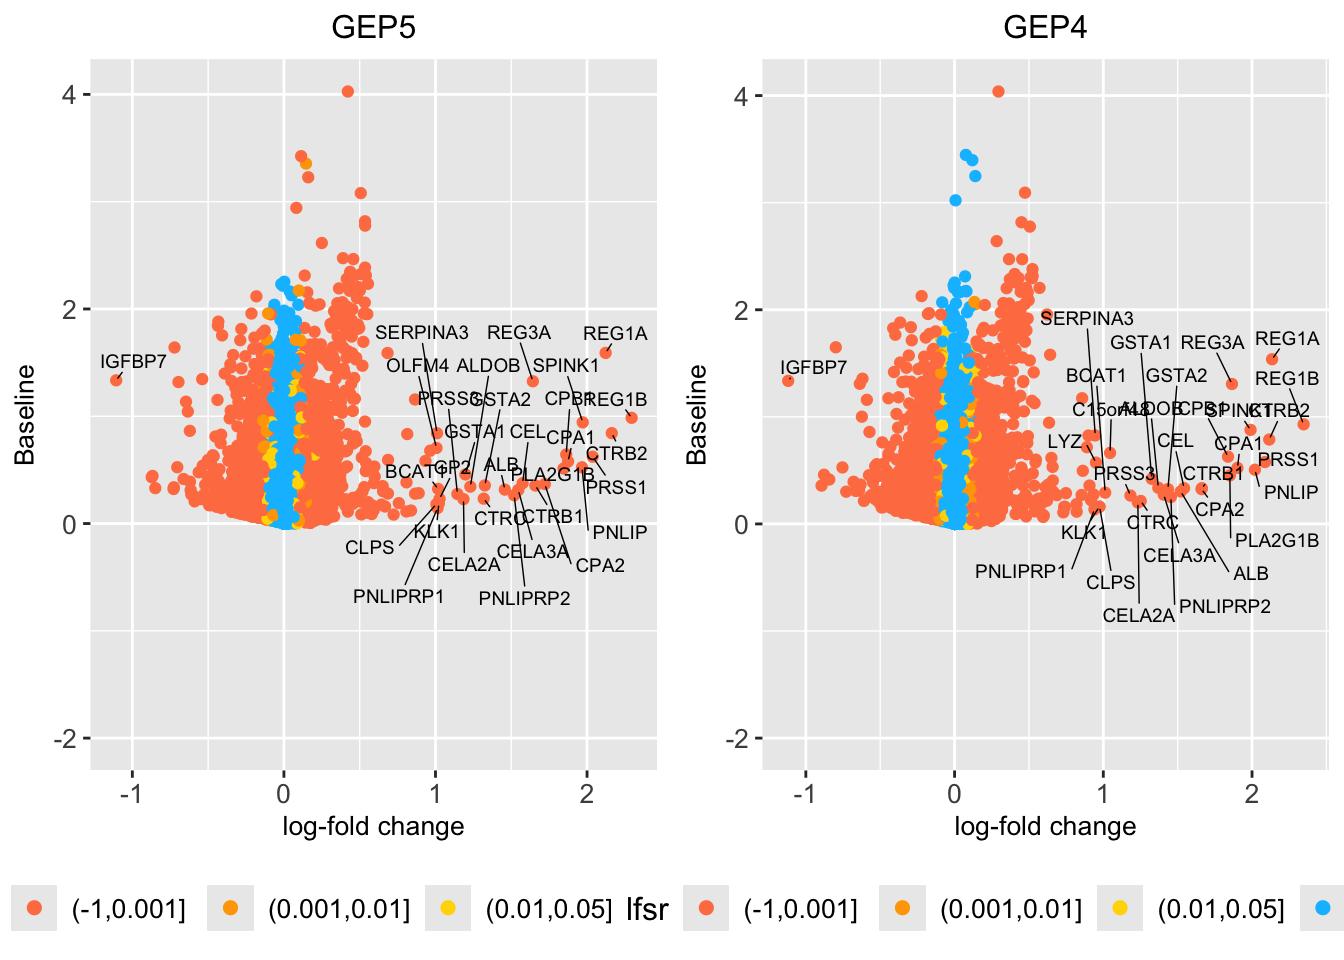 GEP5
GEP4
4
2
0
-2
Baseline
SERPINA3
REG3A
REG1A
IGFBP7
OLFM4
ALDOB
SPINK1
PRSS3
GSTA2
CPB1
REG1B
GSTA1
CEL
CPA1
CTRB2
BCAT1
GP2
ALB
PLA2G1B
PRSS1
CTRC
CTRB1
KLK1
PNLIP
CLPS
CELA3A
CELA2A
CPA2
PNLIPRP1
PNLIPRP2
-1
0
1
2
log-fold change
4
2
0
-2
Baseline
SERPINA3
GSTA1
REG3A
REG1A
IGFBP7
BCAT1
GSTA2
REG1B
C15orf48
ALDOB
CPB1
SPINK1
CTRB2
LYZ
CEL
CPA1
PRSS1
PRSS3
CTRB1
PNLIP
CPA2
CTRC
KLK1
PLA2G1B
CELA3A
PNLIPRP1
CLPS
ALB
PNLIPRP2
CELA2A
-1
0
1
2
log-fold change
(-1,0.001]
(0.001,0.01]
(0.01,0.05]
lfsr
(-1,0.001]
(0.001,0.01]
(0.01,0.05]